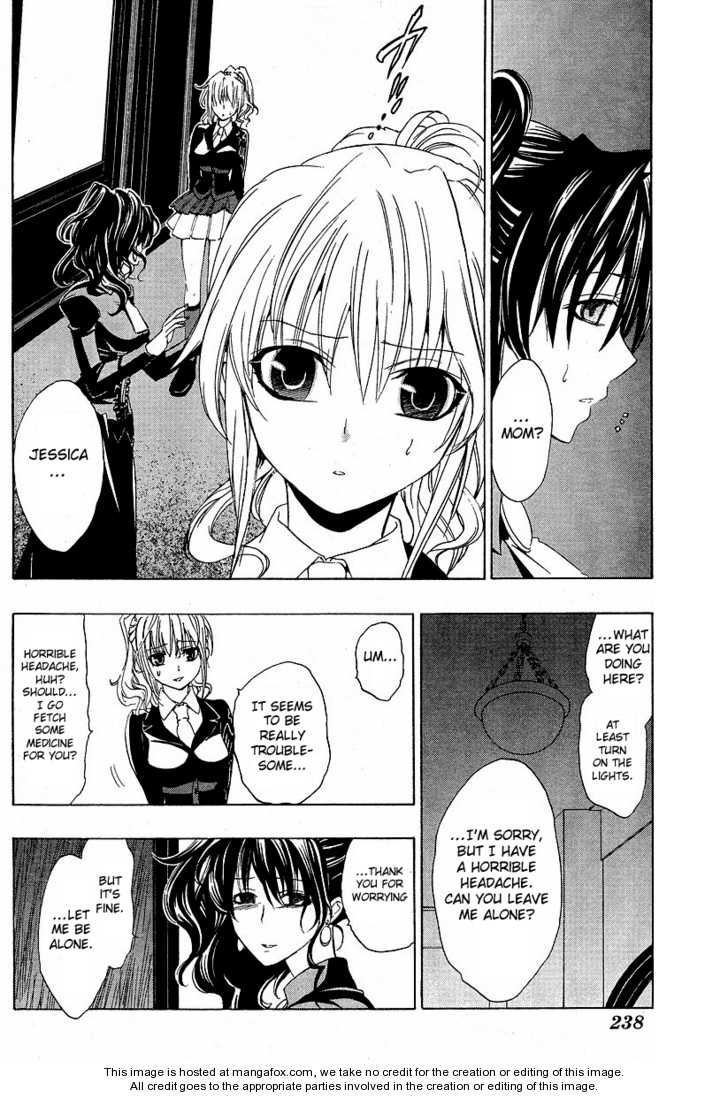 ...
MOM?
ガ
JESSICA
...
...WHAT
ARE YOU
DOING
HERE?
AT
LEAST
TURN
ON THE
LIGHTS.
...I'M SORRY,
BUT I HAVE
A HORRIBLE
HEADACHE.
CAN YOU LEAVE
ME ALONE?
UM...
IT SEEMS
TO BE
REALLY
TROUBLE-
SOME...
HORRIBLE
HEADACHE,
HUH?
SHOULD...
I GO
FETCH
SOME
MEDICINE
FOR YOU?
...THANK
YOU FOR
WORRYING
BUT
IT'S
FINE.
...LET
ME BE
ALONE.
238
This image is hosted at mangafox.com, we take no credit for the creation or editing of this image.
All credit goes to the appropriate parties involved in the creation or editing of this image.